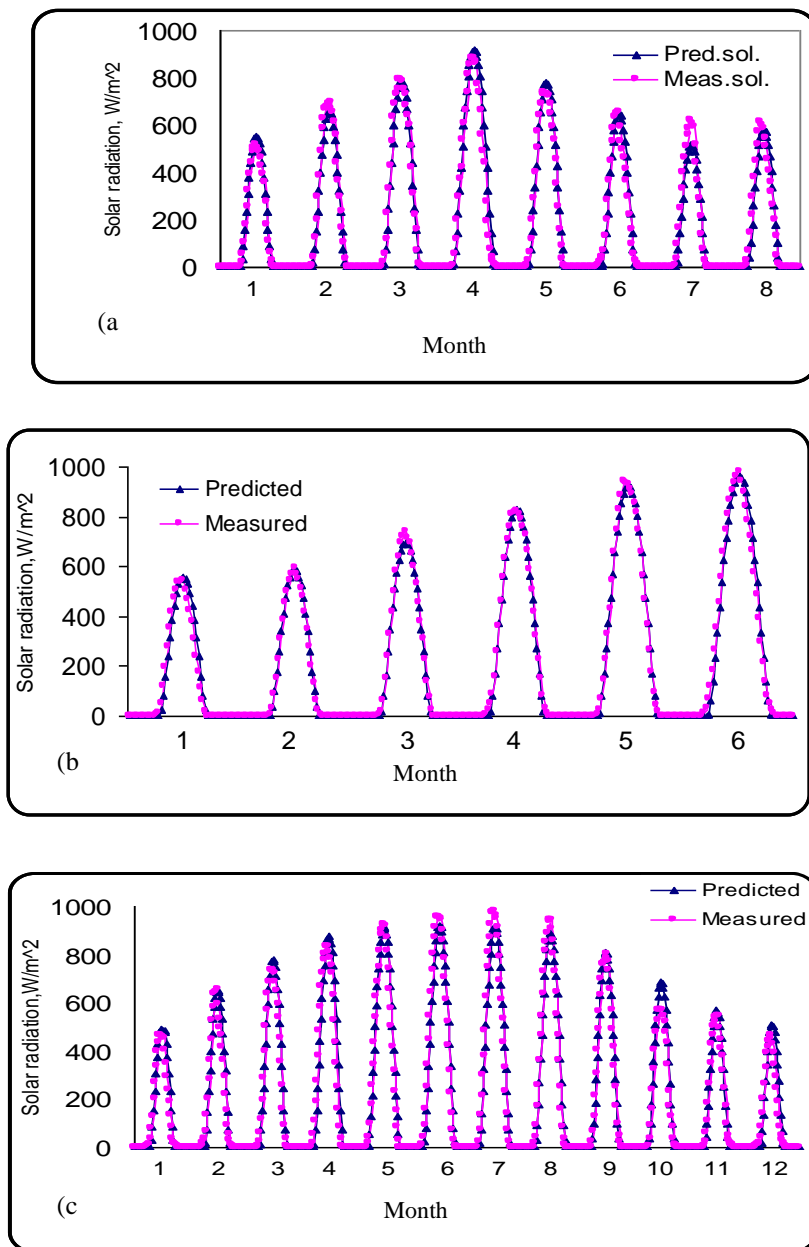 1000
800
600
400
200
0
Solar radiation, W/m^2
Pred.sol.
Meas.sol.
1 2 3 4 5 6 7 8
(a
Month
1000
800
600
400
200
0
Solar radiation,W/m^2
Predicted
Measured
1 2 3 4 5 6
(b
Month
1000
800
600
400
200
0
Solar radiation,W/m^2
Predicted
Measured
1 2 3 4 5 6 7 8 9 10 11 12
(c
Month